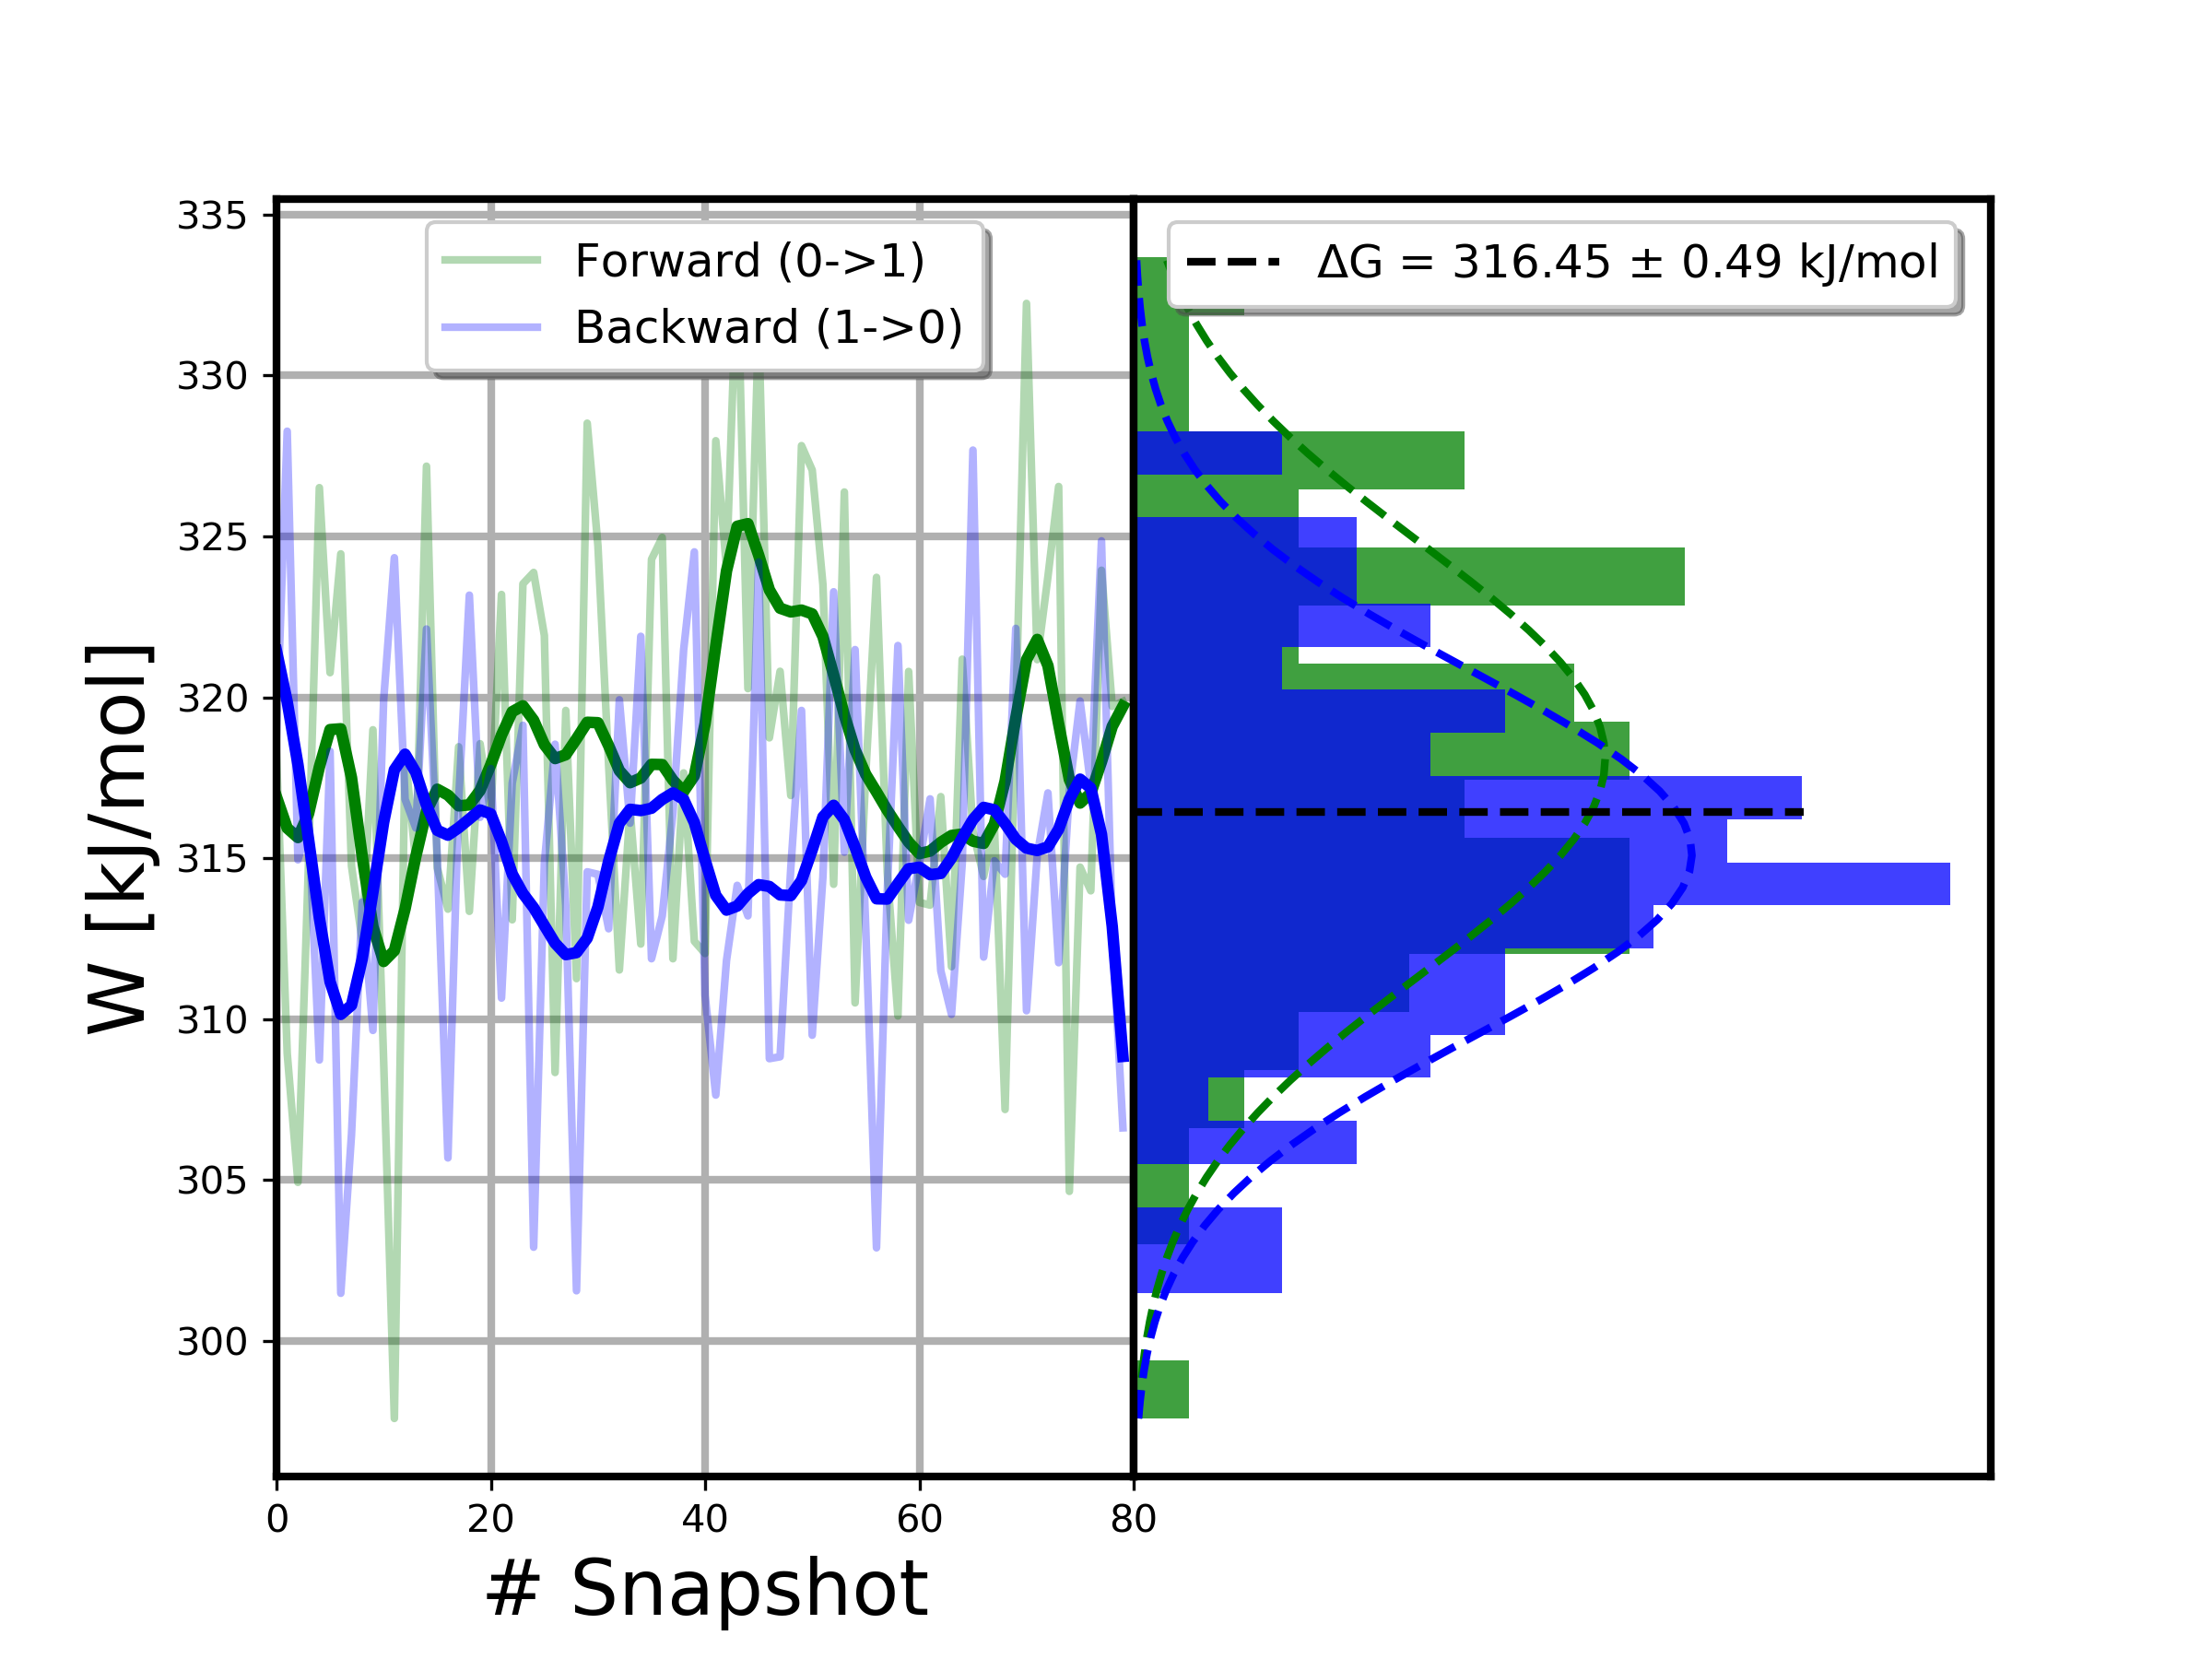 335
330
325
320
315
310
305
300
W [kJ/mol]
Forward (0->1)
Backward (1->0)
ΔG = 316.45 ± 0.49 kJ/mol
0 20 40 60 80
# Snapshot